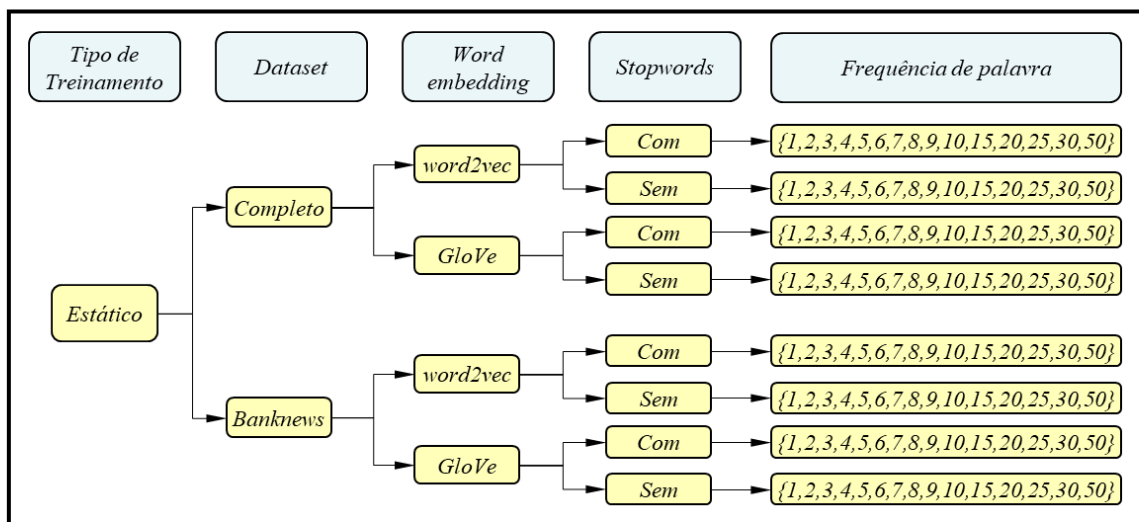 Tipo de
Treinamento
Dataset
Word
embedding
Stopwords
Frequência de palavra
Estático
Completo
word2vec
Com
{1,2,3,4,5,6,7,8,9,10,15,20,25,30,50}
Sem
{1,2,3,4,5,6,7,8,9,10,15,20,25,30,50}
GloVe
Com
{1,2,3,4,5,6,7,8,9,10,15,20,25,30,50}
Sem
{1,2,3,4,5,6,7,8,9,10,15,20,25,30,50}
Banknews
word2vec
Com
{1,2,3,4,5,6,7,8,9,10,15,20,25,30,50}
Sem
{1,2,3,4,5,6,7,8,9,10,15,20,25,30,50}
GloVe
Com
{1,2,3,4,5,6,7,8,9,10,15,20,25,30,50}
Sem
{1,2,3,4,5,6,7,8,9,10,15,20,25,30,50}